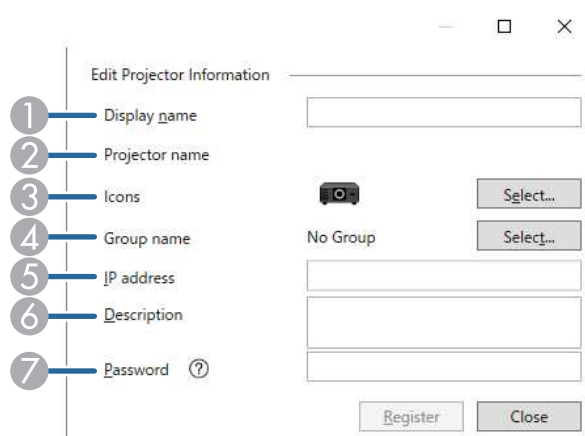 Edit Projector Information
1 Display name
2 Projector name
3 Icons Select...
4 Group name No Group Select...
5 IP address
6 Description
7 Password ?
Register Close